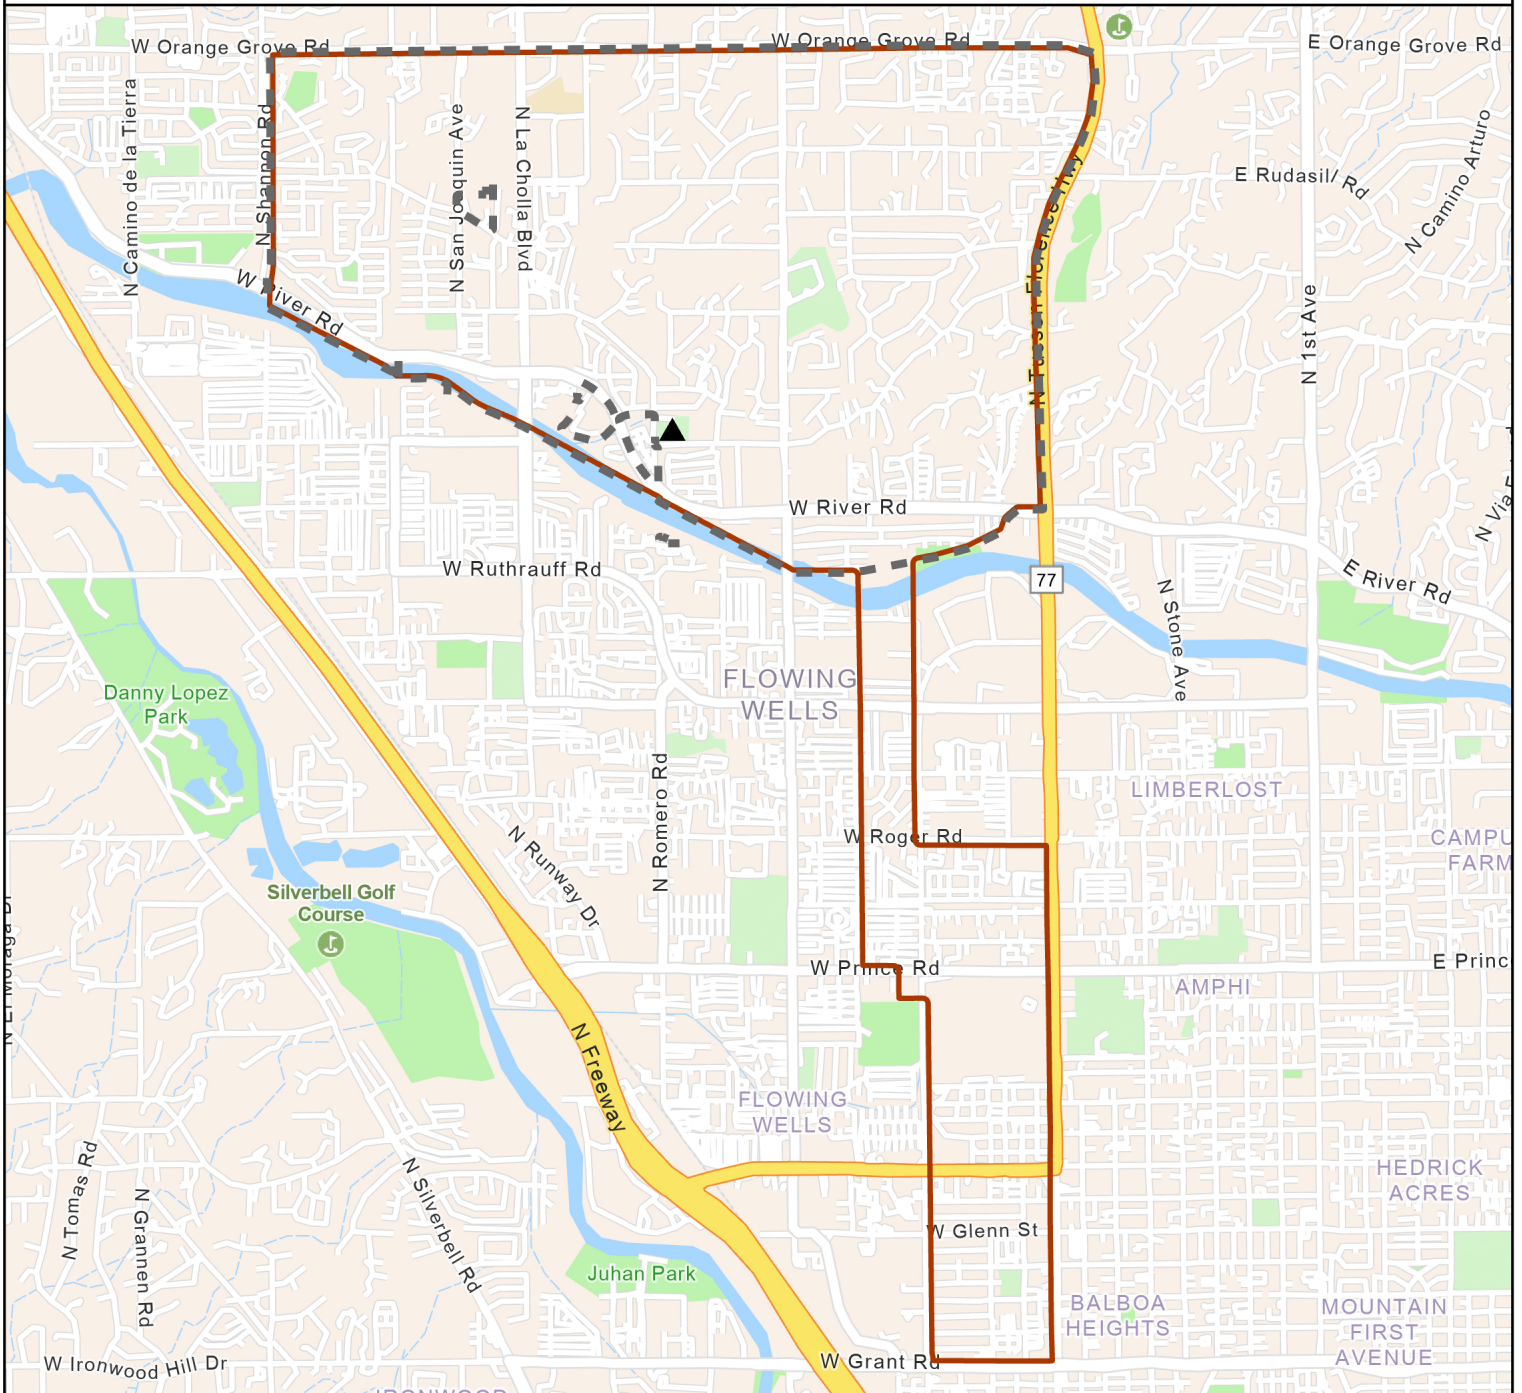 W Orange Grove Rd
W Orange Grove Rd
E Orange Grove Rd
N Camino de la Tierra
N Shannon Rd
N San Joaquin Ave
N La Cholla Blvd
E Rudasill Rd
N Camino Arturo
W River Rd
N 1st Ave
W River Rd
N Via
W Ruthrauff Rd
77
E River Rd
N Stone Ave
Danny Lopez
Park
FLOWING
WELLS
N Romero Rd
LIMBERLOST
W Roger Rd
CAMPU
FARM
N Runway Dr
Silverbell Golf
Course
W Prince Rd
E Princ
AMPHI
N Freeway
FLOWING
WELLS
HEDRICK
ACRES
N Tomas Rd
N Grannen Rd
N Silverbell Rd
W Glenn St
Juhan Park
BALBOA
HEIGHTS
MOUNTAIN
FIRST
AVENUE
W Ironwood Hill Dr
W Grant Rd